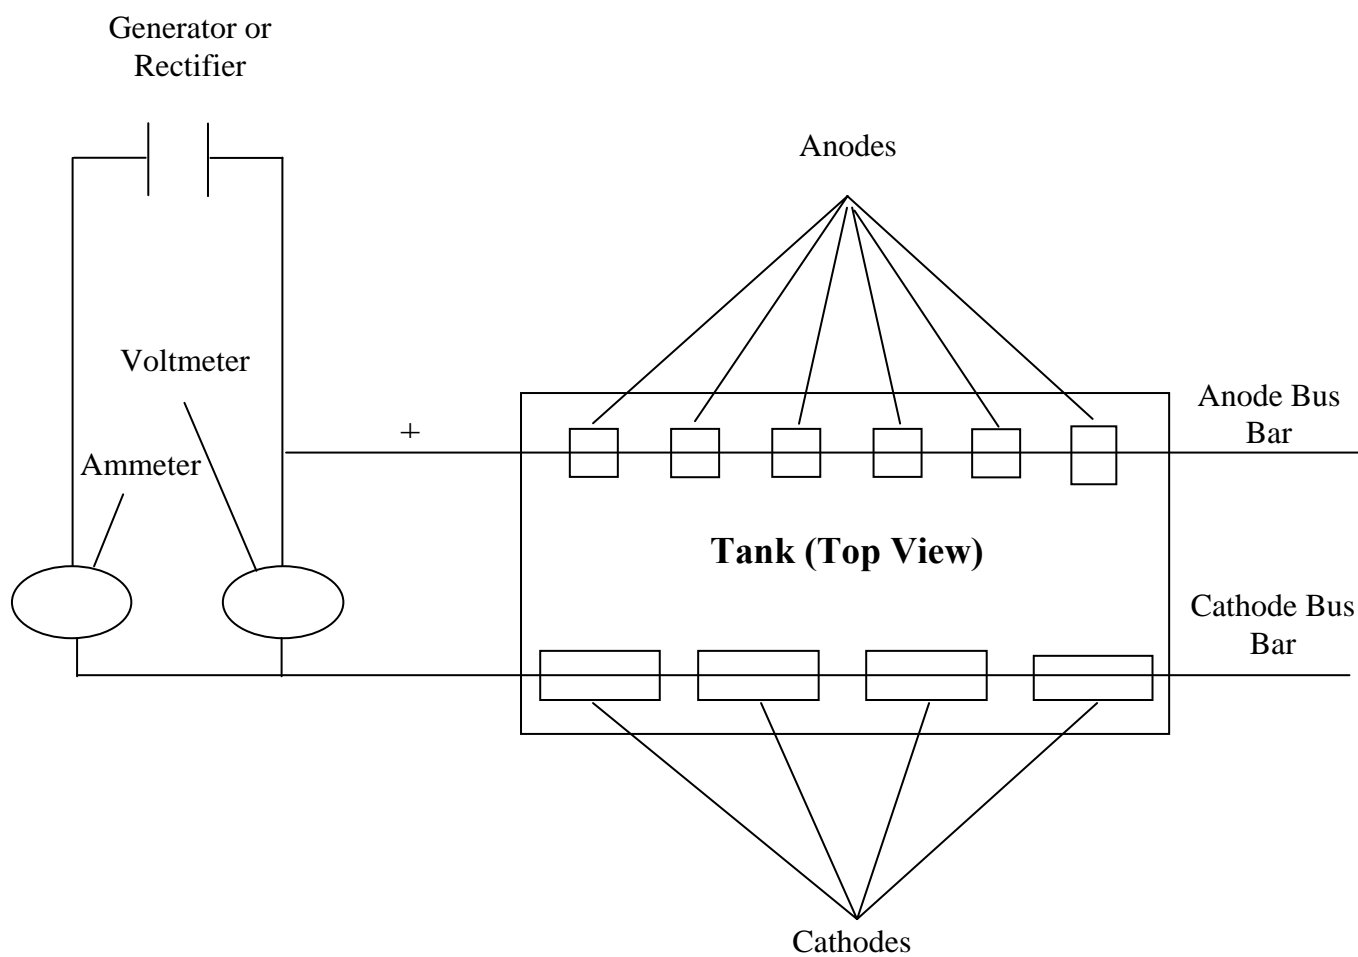 Generator or
Rectifier
Anodes
Voltmeter
Anode Bus
Bar
+
Ammeter
Tank (Top View)
Cathode Bus
Bar
Cathodes